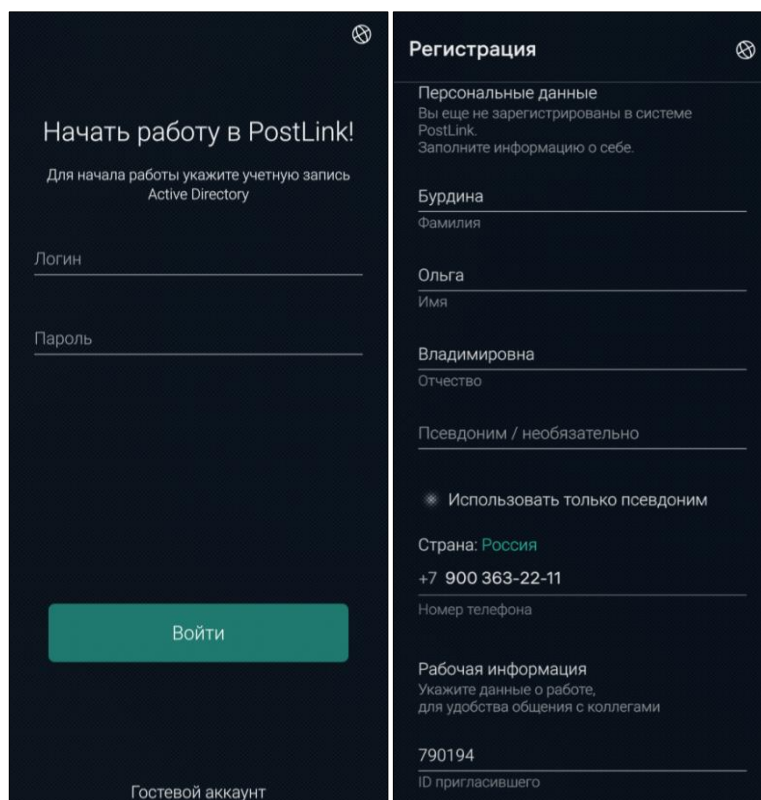 Начать работу в PostLink!
Для начала работы укажите учетную запись
Active Directory
Логин
Пароль
Войти
Гостевой аккаунт
Регистрация
Персональные данные
Вы еще не зарегистрированы в системе
PostLink.
Заполните информацию о себе.
Бурдина
Фамилия
Ольга
Имя
Владимировна
Отчество
Псевдоним / необязательно
Использовать только псевдоним
Страна: Россия
+7 900 363-22-11
Номер телефона
Рабочая информация
Укажите данные о работе,
для удобства общения с коллегами
790194
ID пригласившего